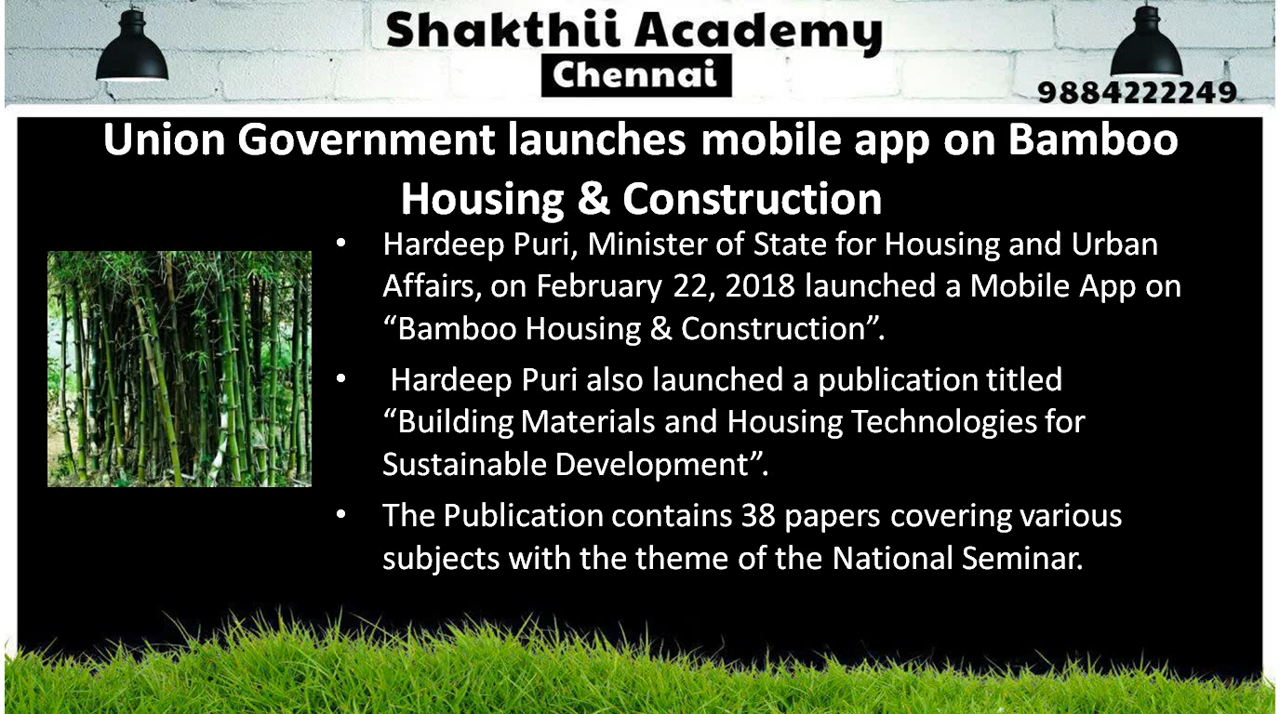 Shakthii Academy
Chennai
9884222249
Union Government launches mobile app on Bamboo
Housing & Construction
• Hardeep Puri, Minister of State for Housing and Urban
Affairs, on February 22, 2018 launched a Mobile App on
“Bamboo Housing & Construction”.
• Hardeep Puri also launched a publication titled
“Building Materials and Housing Technologies for
Sustainable Development”.
• The Publication contains 38 papers covering various
subjects with the theme of the National Seminar.